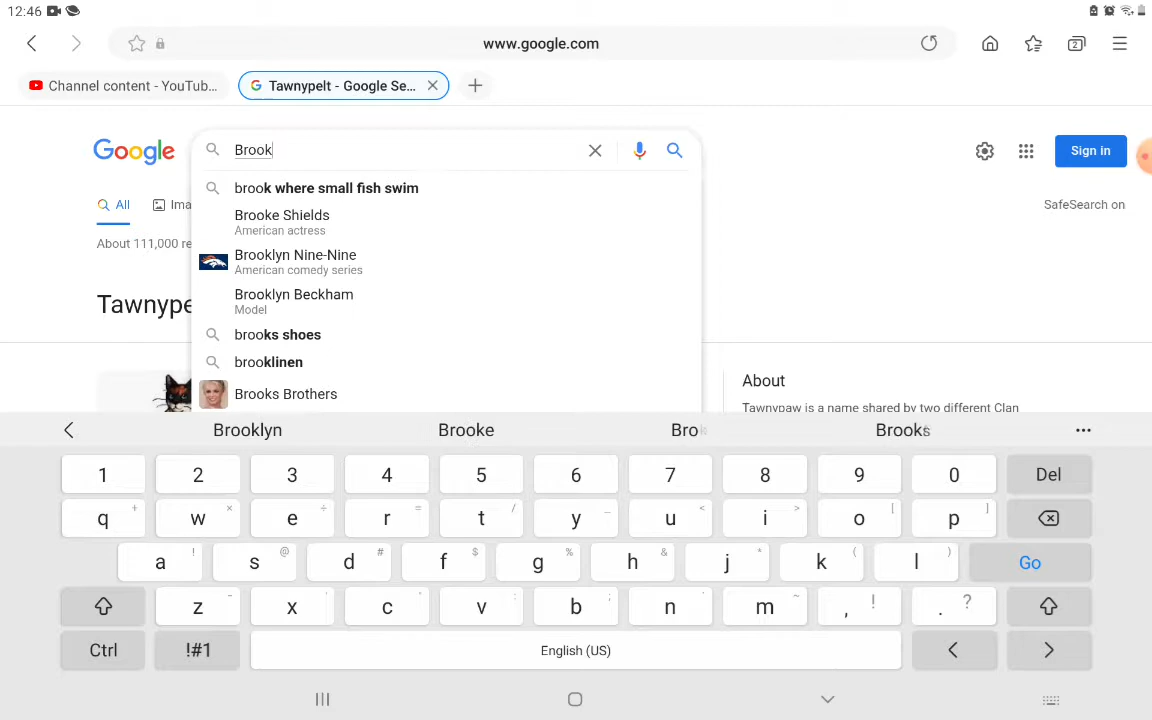 12:46
www.google.com
Channel content - YouTub...
Tawnypelt - Google Se...
2
Google
Brook
Sign in
All
Ima
SafeSearch on
About 111,000 re
brook where small fish swim
Brooke Shields
American actress
Brooklyn Nine-Nine
American comedy series
Brooklyn Beckham
Model
brooks shoes
brooklinen
Brooks Brothers
Tawnype
About
Tawnypaw is a name shared by two different Clan
Brooklyn Brooke Bro Brooks
1 2 3 4 5 6 7 8 9 0 Del
q + w × e ÷ r = t / y _ u < i > o [ p ]
a ! s @ d # f $ g % h & j * k ( l ) Go
z - x ' c " v : b ; n , m ~ , ! . ?
Ctrl !#1 English (US) < >